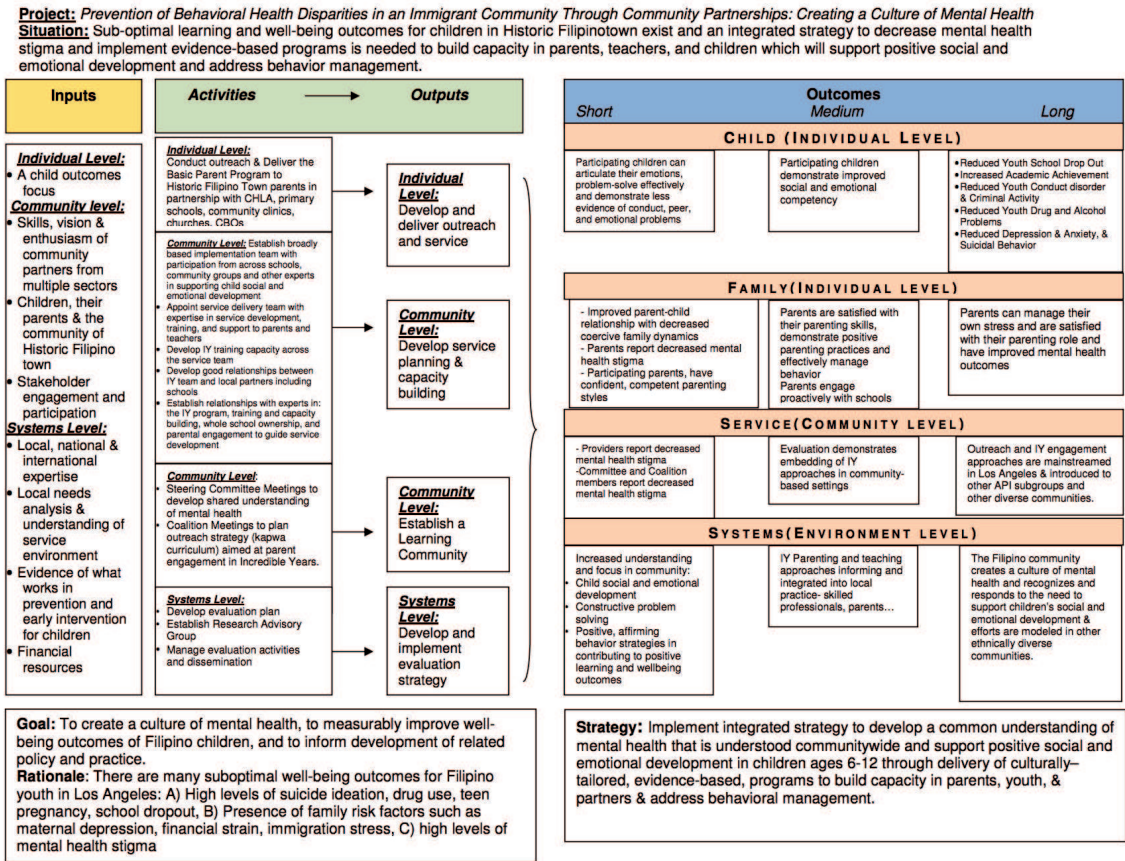 Project: Prevention of Behavioral Health Disparities in an Immigrant Community Through Community Partnerships: Creating a Culture of Mental Health
Situation: Sub-optimal learning and well-being outcomes for children in Historic Filipinotown exist and an integrated strategy to decrease mental health
stigma and implement evidence-based programs is needed to build capacity in parents, teachers, and children which will support positive social and
emotional development and address behavior management.
Inputs
Individual Level:
• A child outcomes
focus
Community level:
• Skills, vision &
enthusiasm of
community
partners from
multiple sectors
• Children, their
parents & the
community of
Historic Filipino
town
• Stakeholder
engagement and
participation
Systems Level:
• Local, national &
international
expertise
• Local needs
analysis &
understanding of
service
environment
• Evidence of what
works in
prevention and
early intervention
for children
• Financial
resources
Activities
Outputs
Individual Level:
Conduct outreach & Deliver the
Basic Parent Program to
Historic Filipino Town parents in
partnership with CHLA, primary
schools, community clinics,
churches, CBOs
Community Level: Establish broadly
based implementation team with
participation from across schools,
community groups and other experts
in supporting child social and
emotional development
• Appoint service delivery team with
expertise in service development,
training, and support to parents and
teachers
• Develop IY training capacity across
the service team
• Develop good relationships between
IY team and local partners including
schools
• Establish relationships with experts in:
the IY program, training and capacity
building, whole school ownership, and
parental engagement to guide service
development
Community Level:
• Steering Committee Meetings to
develop shared understanding
of mental health
• Coalition Meetings to plan
outreach strategy (kapwa
curriculum) aimed at parent
engagement in Incredible Years.
Systems Level:
• Develop evaluation plan
• Establish Research Advisory
Group
• Manage evaluation activities
and dissemination
Individual
Level:
Develop and
deliver outreach
and service
Community
Level:
Develop service
planning &
capacity
building
Community
Level:
Establish a
Learning
Community
Systems
Level:
Develop and
implement
evaluation
strategy
Outcomes
Short
Medium
Long
CHILD (INDIVIDUAL LEVEL)
Participating children can
articulate their emotions,
problem-solve effectively
and demonstrate less
evidence of conduct, peer,
and emotional problems
Participating children
demonstrate improved
social and emotional
competency
• Reduced Youth School Drop Out
• Increased Academic Achievement
• Reduced Youth Conduct disorder
& Criminal Activity
• Reduced Youth Drug and Alcohol
Problems
• Reduced Depression & Anxiety, &
Suicidal Behavior
FAMILY(INDIVIDUAL LEVEL)
- Improved parent-child
relationship with decreased
coercive family dynamics
- Parents report decreased mental
health stigma
- Participating parents, have
confident, competent parenting
styles
Parents are satisfied with
their parenting skills,
demonstrate positive
parenting practices and
effectively manage
behavior
Parents engage
proactively with schools
Parents can manage their
own stress and are satisfied
with their parenting role and
have improved mental health
outcomes
SERVICE(COMMUNITY LEVEL)
- Providers report decreased
mental health stigma
-Committee and Coalition
members report decreased
mental health stigma
Evaluation demonstrates
embedding of IY
approaches in community-
based settings
Outreach and IY engagement
approaches are mainstreamed
in Los Angeles & introduced to
other API subgroups and
other diverse communities.
SYSTEMS(ENVIRONMENT LEVEL)
Increased understanding
and focus in community:
• Child social and emotional
development
• Constructive problem
solving
• Positive, affirming
behavior strategies in
contributing to positive
learning and wellbeing
outcomes
IY Parenting and teaching
approaches informing and
integrated into local
practice- skilled
professionals, parents…
The Filipino community
creates a culture of mental
health and recognizes and
responds to the need to
support children's social and
emotional development &
efforts are modeled in other
ethnically diverse
communities.
Goal: To create a culture of mental health, to measurably improve well-
being outcomes of Filipino children, and to inform development of related
policy and practice.
Rationale: There are many suboptimal well-being outcomes for Filipino
youth in Los Angeles: A) High levels of suicide ideation, drug use, teen
pregnancy, school dropout, B) Presence of family risk factors such as
maternal depression, financial strain, immigration stress, C) high levels of
mental health stigma
Strategy: Implement integrated strategy to develop a common understanding of
mental health that is understood communitywide and support positive social and
emotional development in children ages 6-12 through delivery of culturally–
tailored, evidence-based, programs to build capacity in parents, youth, &
partners & address behavioral management.